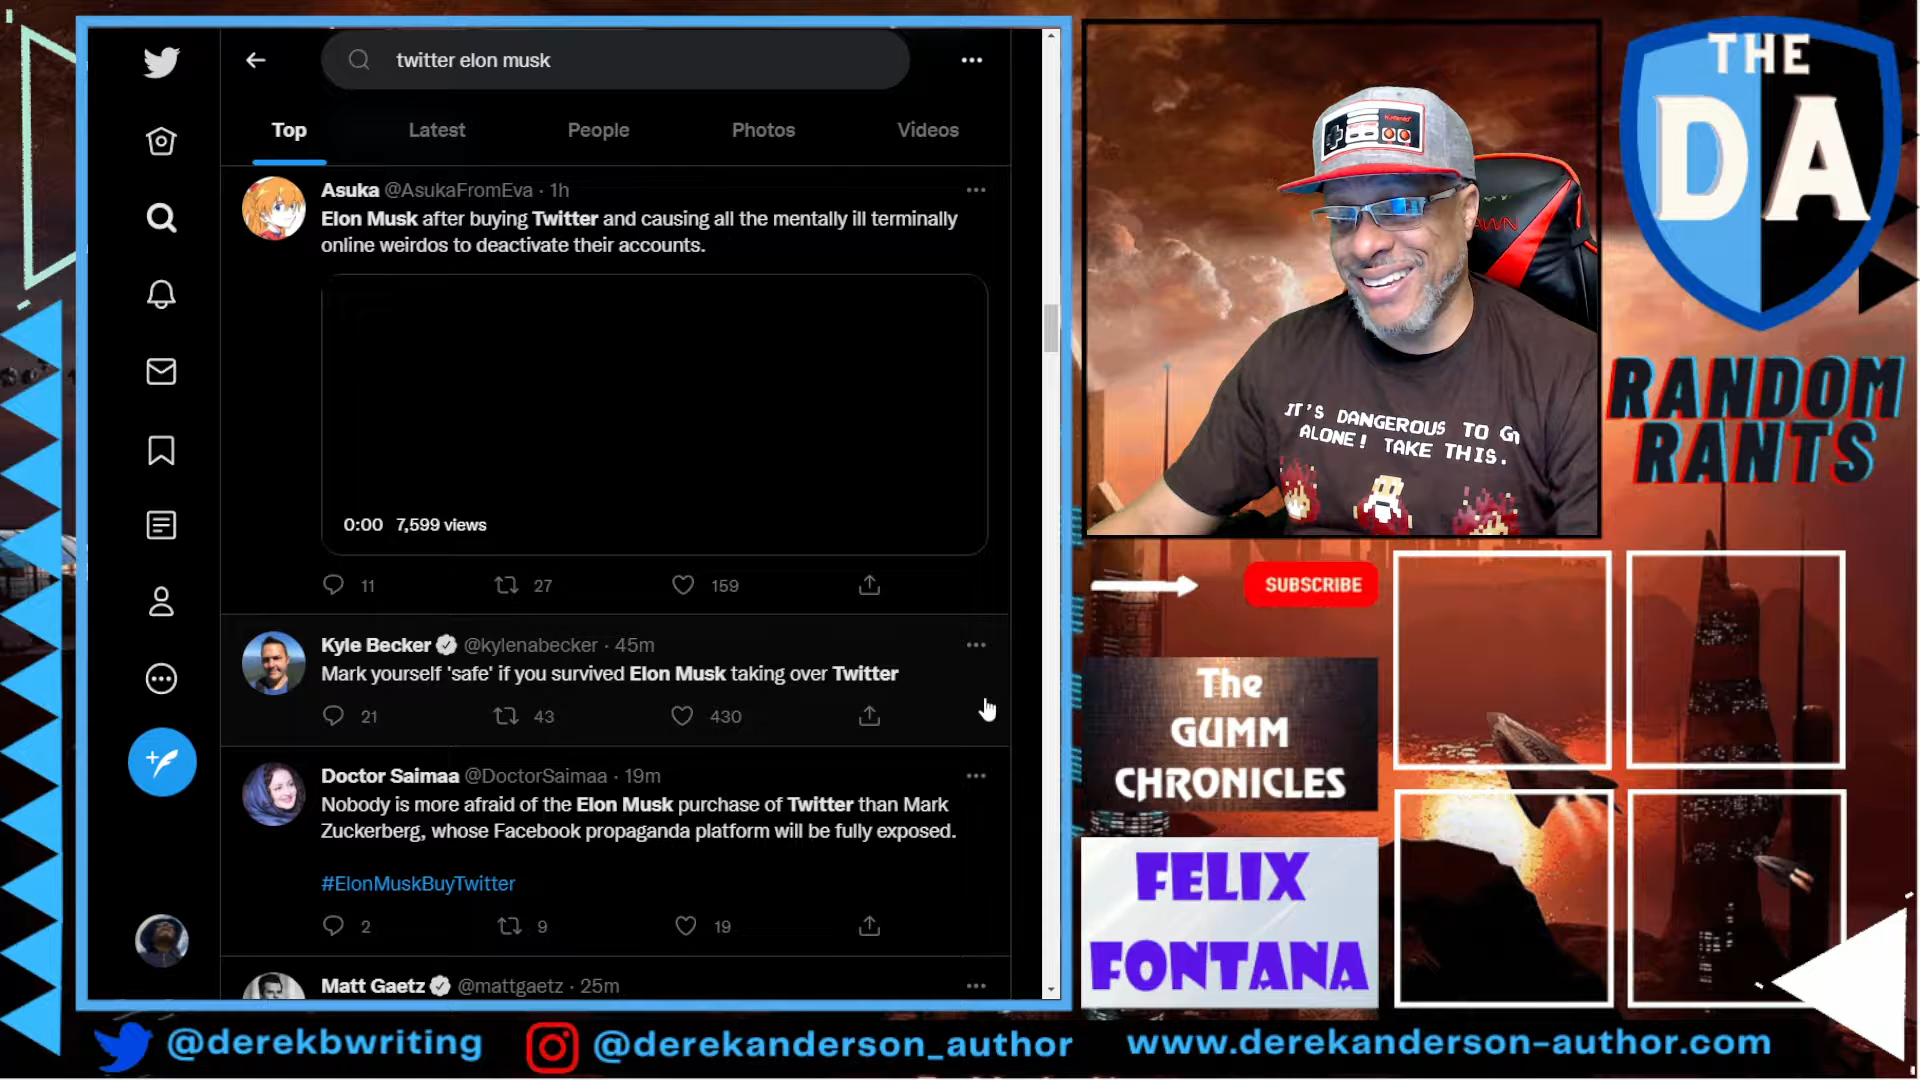 twitter elon musk
Top
Latest
People
Photos
Videos
Asuka @AsukaFromEva · 1h
Elon Musk after buying Twitter and causing all the mentally ill terminally
online weirdos to deactivate their accounts.
0:00 7,599 views
11
27
159
Kyle Becker @kylenabecker · 45m
Mark yourself 'safe' if you survived Elon Musk taking over Twitter
21
43
430
Doctor Saimaa @DoctorSaimaa · 19m
Nobody is more afraid of the Elon Musk purchase of Twitter than Mark
Zuckerberg, whose Facebook propaganda platform will be fully exposed.
#ElonMuskBuyTwitter
2
9
19
Matt Gaetz @mattgaetz · 25m
Nintendo
IT'S DANGEROUS TO GO
ALONE! TAKE THIS.
THE
DA
RANDOM
RANTS
SUBSCRIBE
The
GUMM
CHRONICLES
FELIX
FONTANA
@derekbwriting
@derekanderson_author
www.derekanderson-author.com